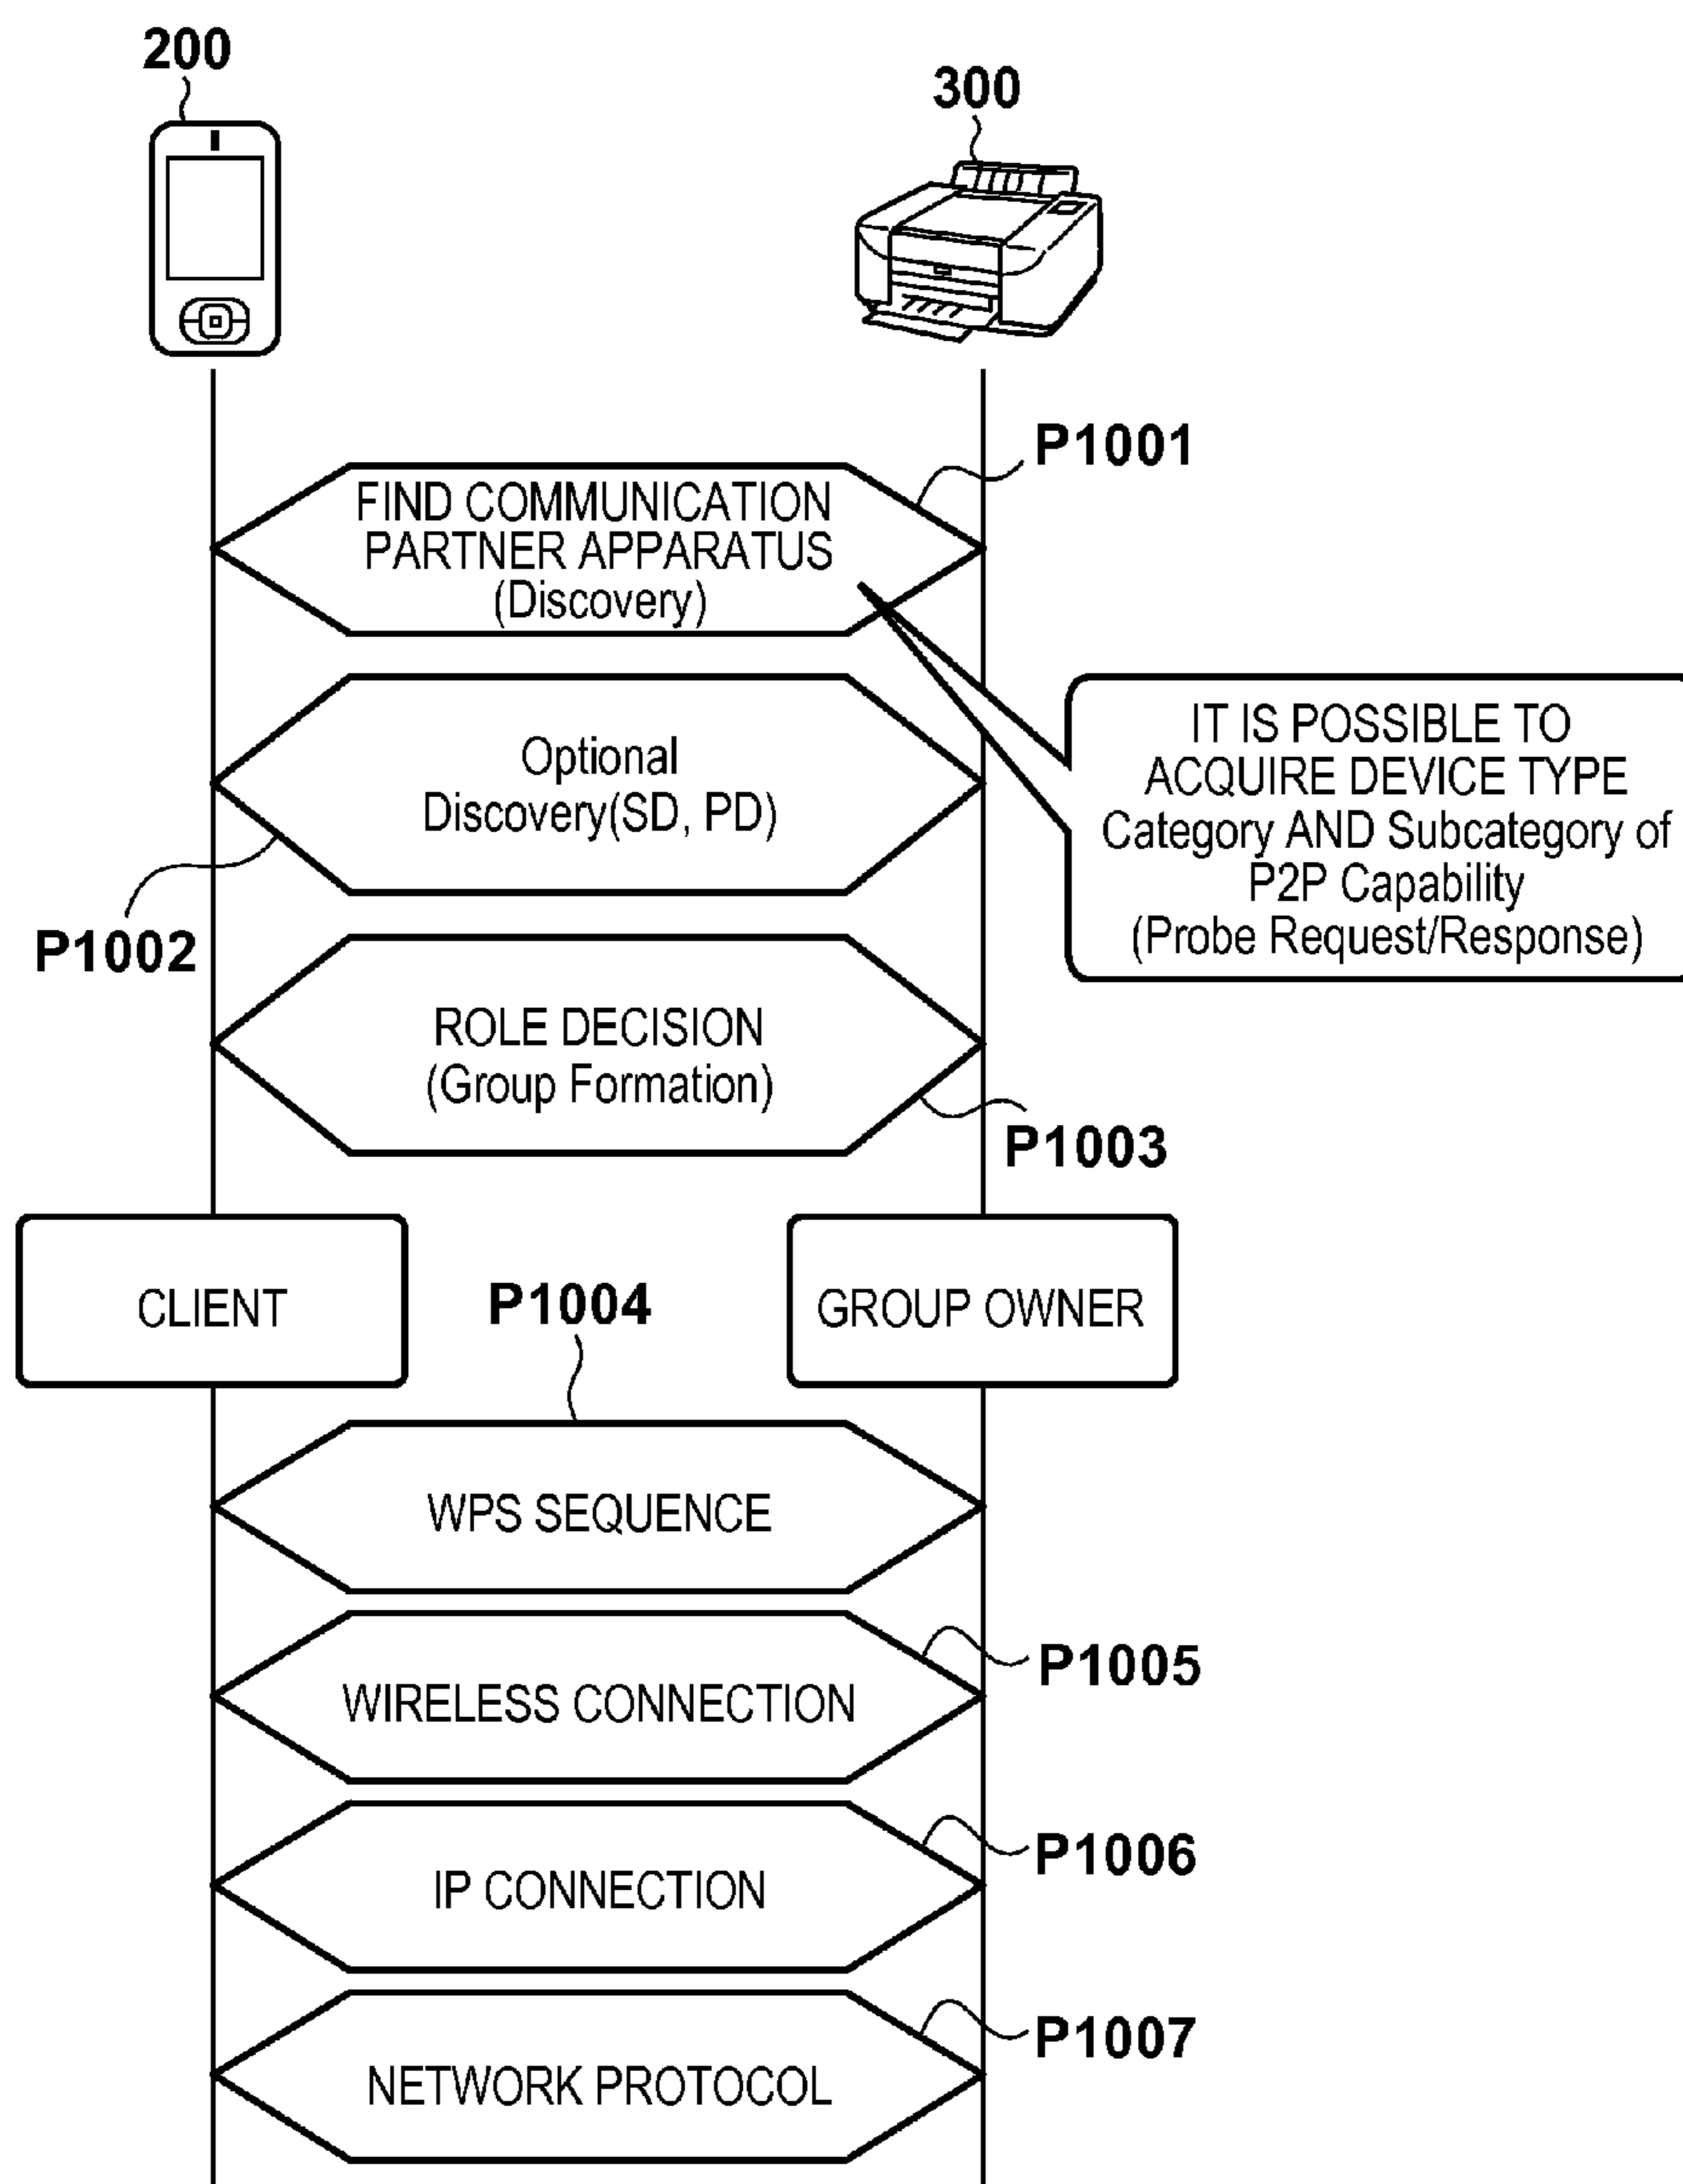 200
300
P1001
FIND COMMUNICATION
PARTNER APPARATUS
(Discovery)
IT IS POSSIBLE TO
ACQUIRE DEVICE TYPE
Category AND Subcategory of
P2P Capability
(Probe Request/Response)
Optional
Discovery(SD, PD)
P1002
ROLE DECISION
(Group Formation)
P1003
CLIENT
GROUP OWNER
P1004
WPS SEQUENCE
P1005
WIRELESS CONNECTION
P1006
IP CONNECTION
P1007
NETWORK PROTOCOL